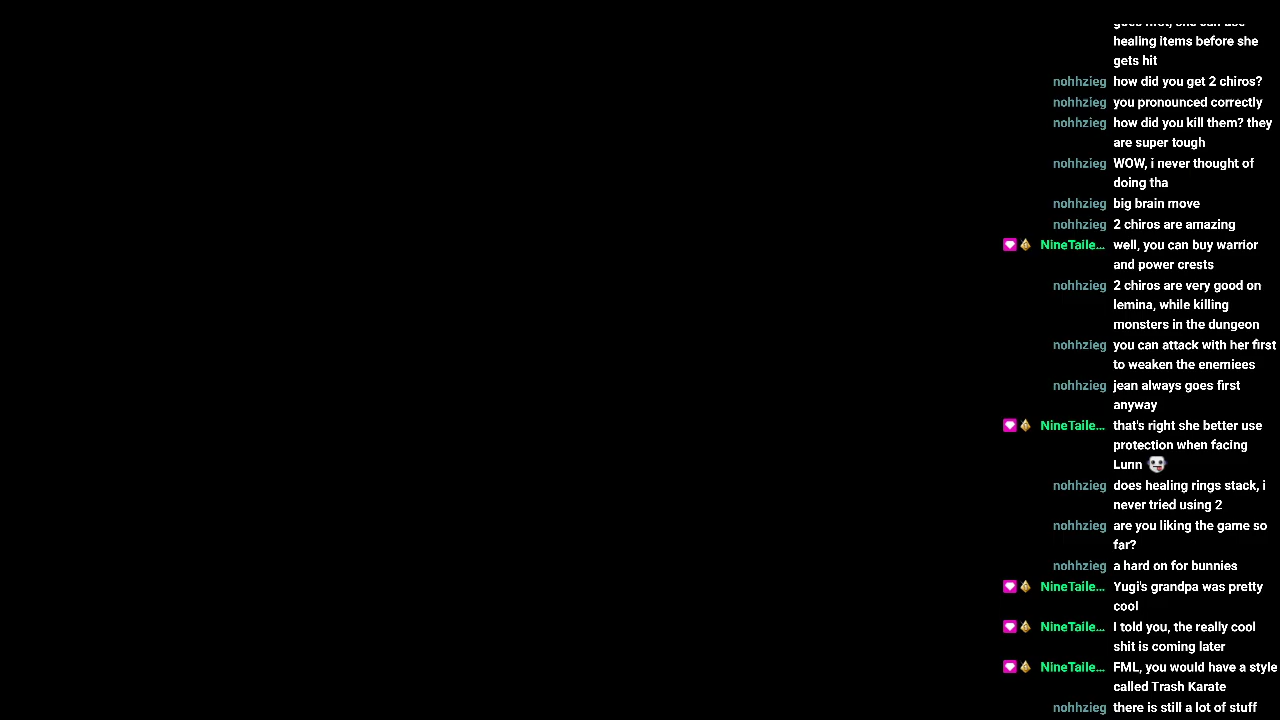 healing items before she
gets hit
nohhzieg how did you get 2 chiros?
nohhzieg you pronounced correctly
nohhzieg how did you kill them? they
are super tough
nohhzieg WOW, i never thought of
doing tha
nohhzieg big brain move
nohhzieg 2 chiros are amazing
NineTaile... well, you can buy warrior
and power crests
nohhzieg 2 chiros are very good on
lemina, while killing
monsters in the dungeon
nohhzieg you can attack with her first
to weaken the enemiees
nohhzieg jean always goes first
anyway
NineTaile... that's right she better use
protection when facing
Lunn
nohhzieg does healing rings stack, i
never tried using 2
nohhzieg are you liking the game so
far?
nohhzieg a hard on for bunnies
NineTaile... Yugi's grandpa was pretty
cool
NineTaile... I told you, the really cool
shit is coming later
NineTaile... FML, you would have a style
called Trash Karate
nohhzieg there is still a lot of stuff